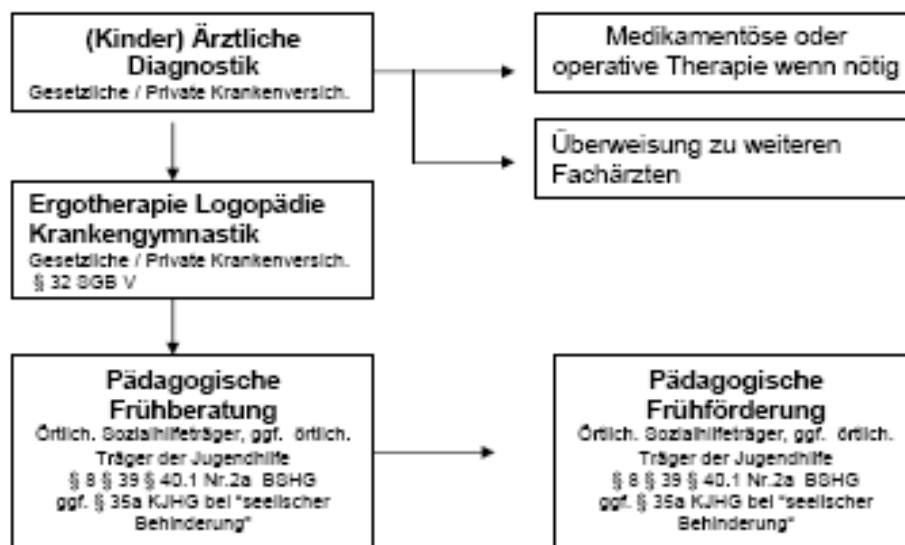 (Kinder) Ärztliche
Diagnostik
Gesetzliche / Private Krankenversich.
Medikamentöse oder
operative Therapie wenn nötig
Überweisung zu weiteren
Fachärzten
Ergotherapie Logopädie
Krankengymnastik
Gesetzliche / Private Krankenversich.
§ 32 SGB V
Pädagogische
Frühberatung
Örtlich. Sozialhilfeträger, ggf. örtlich.
Träger der Jugendhilfe
§ 8 § 39 § 40.1 Nr.2a BSHG
ggf. § 35a KJHG bei "seelischer
Behinderung"
Pädagogische
Frühförderung
Örtlich. Sozialhilfeträger, ggf. örtlich.
Träger der Jugendhilfe
§ 8 § 39 § 40.1 Nr.2a BSHG
ggf. § 35a KJHG bei "seelischer
Behinderung"